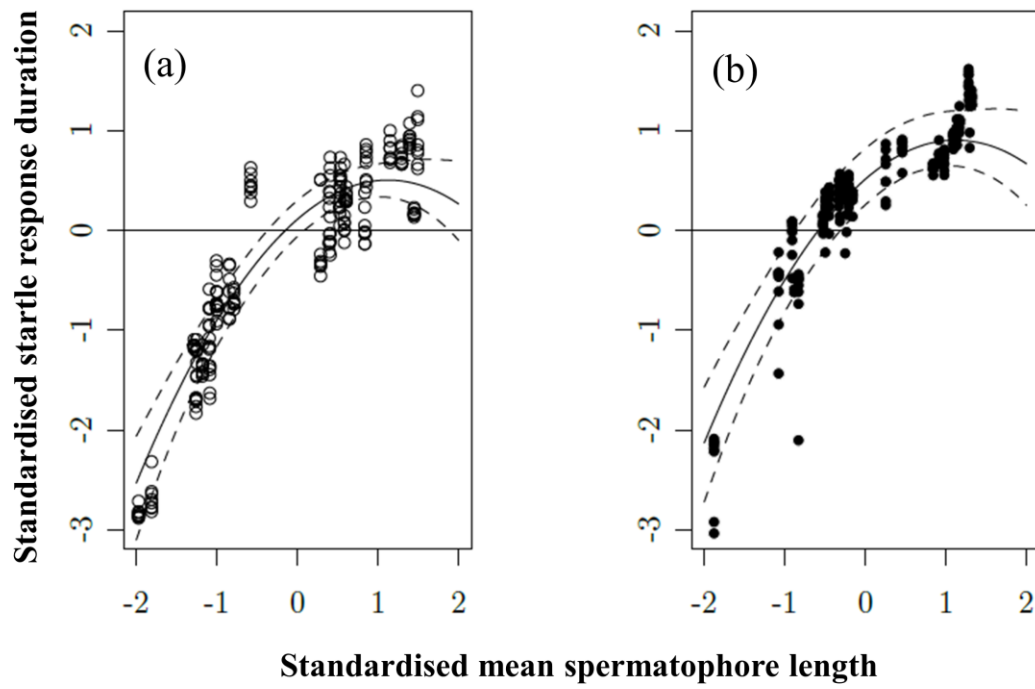 Standardised startle response duration
(a)
2
1
0
-1
-2
-3
-2 -1 0 1 2
(b)
2
1
0
-1
-2
-3
-2 -1 0 1 2
Standardised mean spermatophore length